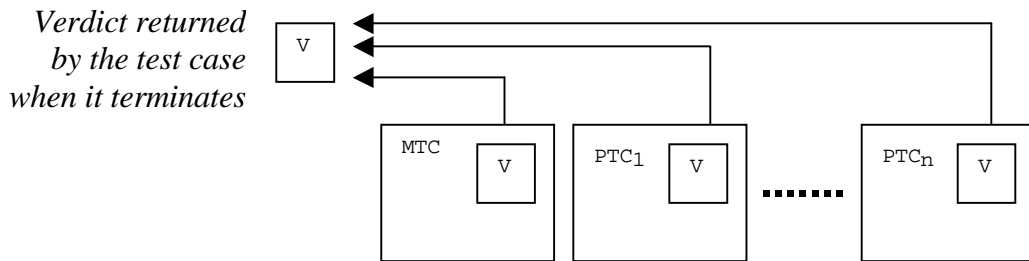 Verdict returned
by the test case
when it terminates
V
MTC
V
PTC1
V
PTCn
V